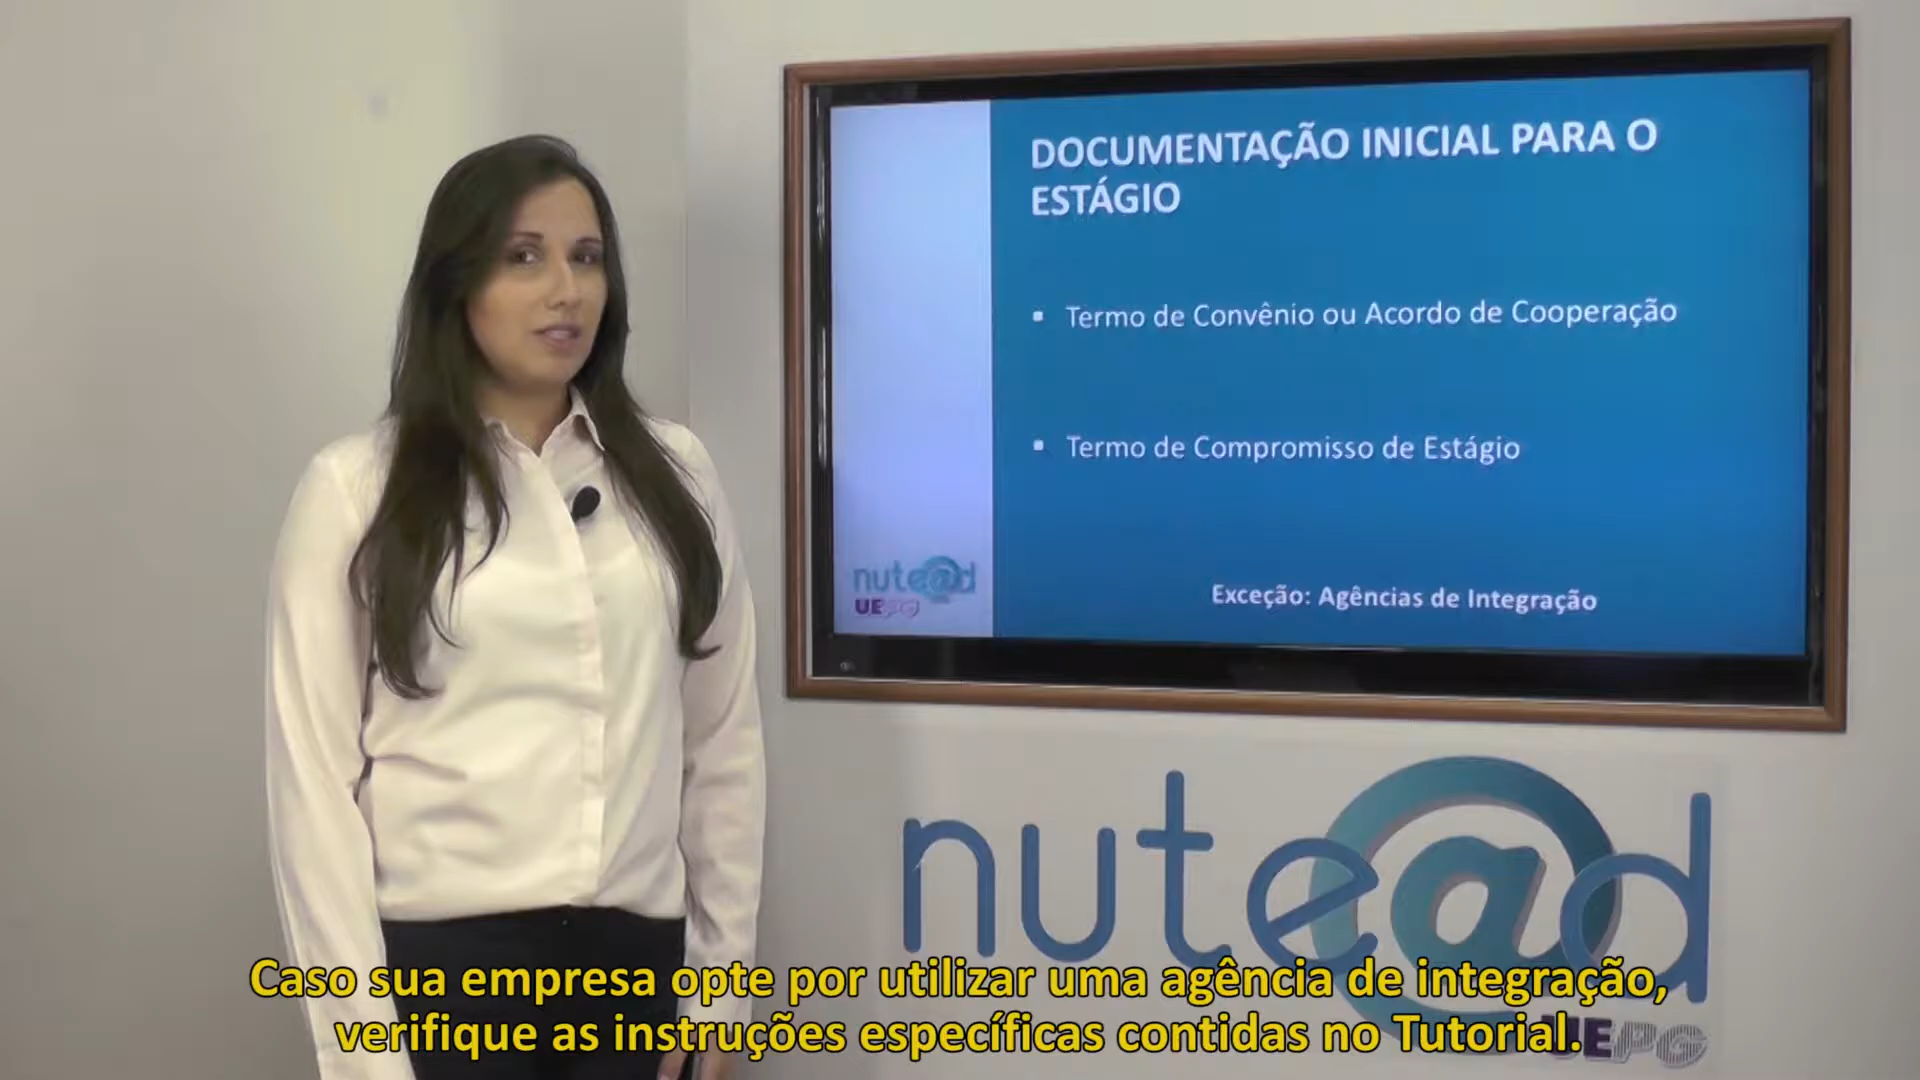 DOCUMENTAÇÃO INICIAL PARA O
ESTÁGIO
▪ Termo de Convênio ou Acordo de Cooperação
▪ Termo de Compromisso de Estágio
Exceção: Agências de Integração
nute@d
UEPG
nute@d
UEPG
Caso sua empresa opte por utilizar uma agência de integração,
verifique as instruções específicas contidas no Tutorial.